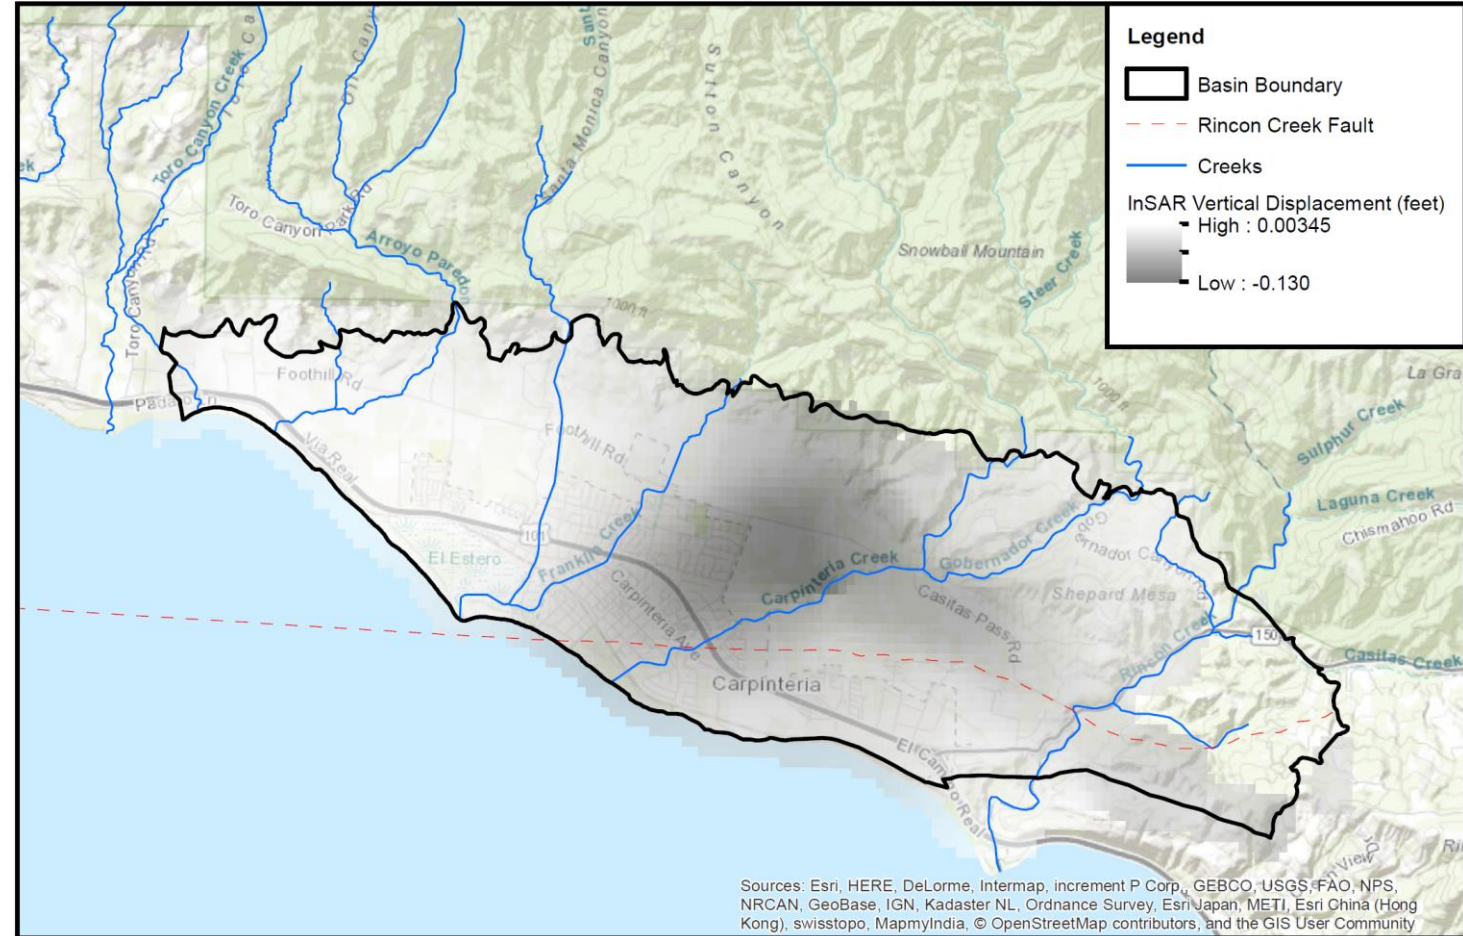 Legend
Basin Boundary
Rincon Creek Fault
Creeks
InSAR Vertical Displacement (feet)
High : 0.00345
Low : -0.130
Toro Canyon Creek
Santa Monica Canyon
Sutton Canyon
Toro Canyon Park Rd
Arroyo Paredon
Snowball Mountain
Steer Creek
Toro Canyon Rd
1000 ft
1000 ft
La Gra
Foothill Rd
Padaro Ln
Sulphur Creek
Foothill Rd
Via Real
Laguna Creek
Chismahoo Rd
101
El Estero
Franklin Creek
Carpinteria Creek
Gobernador Creek
Gobernador Canyon Rd
Carpinteria Ave
Casitas Pass Rd
Shepard Mesa
Rincon Creek
150
Casitas Creek
Carpinteria
El Camino Real
Sources: Esri, HERE, DeLorme, Intermap, increment P Corp., GEBCO, USGS, FAO, NPS,
NRCAN, GeoBase, IGN, Kadaster NL, Ordnance Survey, Esri Japan, METI, Esri China (Hong
Kong), swisstopo, MapmyIndia, © OpenStreetMap contributors, and the GIS User Community